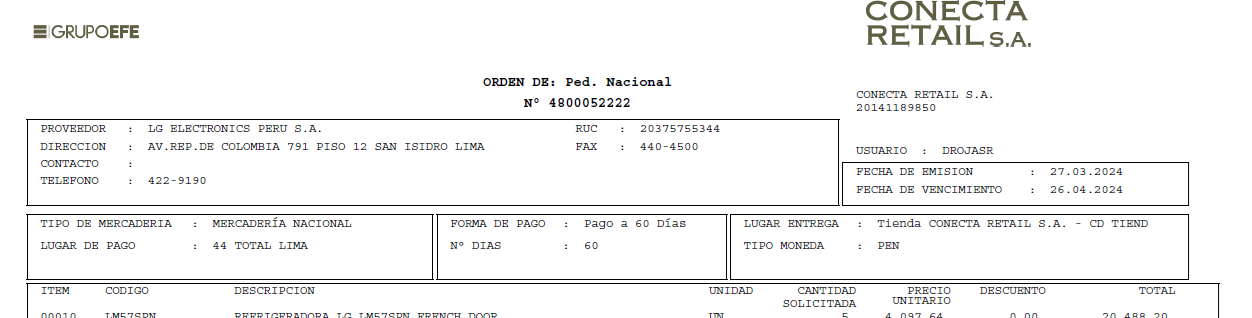 GRUPOEFE
CONECTA
RETAIL S.A.
ORDEN DE: Ped. Nacional
Nº 4800052222
CONECTA RETAIL S.A.
20141189850
PROVEEDOR : LG ELECTRONICS PERU S.A. RUC : 20375755344
DIRECCION : AV.REP.DE COLOMBIA 791 PISO 12 SAN ISIDRO LIMA FAX : 440-4500
CONTACTO :
TELEFONO : 422-9190
USUARIO : DROJASR
FECHA DE EMISION : 27.03.2024
FECHA DE VENCIMIENTO : 26.04.2024
TIPO DE MERCADERIA : MERCADERÍA NACIONAL
LUGAR DE PAGO : 44 TOTAL LIMA
FORMA DE PAGO : Pago a 60 Días
Nº DIAS : 60
LUGAR ENTREGA : Tienda CONECTA RETAIL S.A. - CD TIEND
TIPO MONEDA : PEN
ITEM CODIGO DESCRIPCION UNIDAD CANTIDAD SOLICITADA PRECIO UNITARIO DESCUENTO TOTAL
00010 LM57SPN REFRIGERADORA LG LM57SPN FRENCH DOOR UN 5 4,097.64 0.00 20,488.20